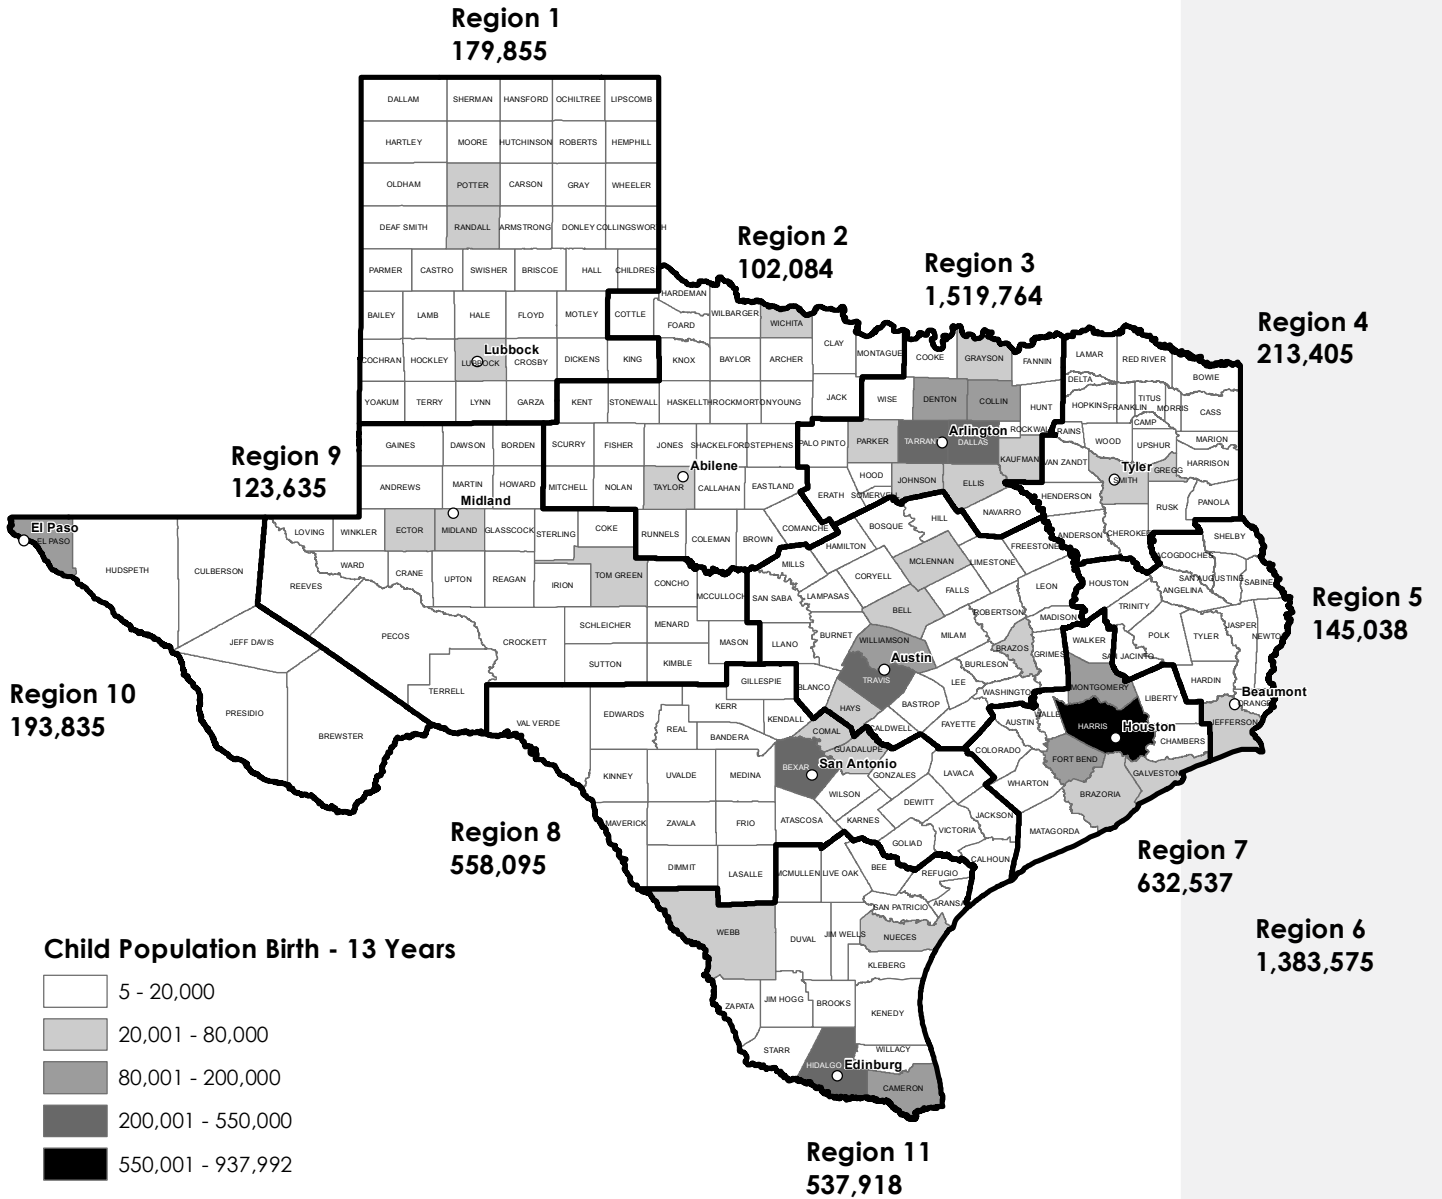 Region 1
179,855
DALLAM SHERMAN HANSFORD OCHILTREE LIPSCOMB
HARTLEY MOORE HUTCHINSON ROBERTS HEMPHILL
OLDHAM POTTER CARSON GRAY WHEELER
DEAF SMITH RANDALL ARMSTRONG DONLEY COLLINGSWORTH
Region 2
102,084
Region 3
1,519,764
Region 4
213,405
PARMER CASTRO SWISHER BRISCOE HALL CHILDRES
HARDEMAN
BAILEY LAMB HALE FLOYD MOTLEY COTTLE FOARD WILBARGER WICHITA
CLAY MONTAGUE COOKE GRAYSON FANNIN LAMAR RED RIVER BOWIE
Lubbock
COCHRAN HOCKLEY LUBBOCK CROSBY DICKENS KING KNOX BAYLOR ARCHER
DELTA TITUS
YOAKUM TERRY LYNN GARZA KENT STONEWALL HASKELL THROCKMORTON YOUNG JACK WISE DENTON COLLIN HUNT HOPKINS FRANKLIN MORRIS CASS
CAMP
Region 9
123,635
GAINES DAWSON BORDEN SCURRY FISHER JONES SHACKELFORD STEPHENS PALO PINTO PARKER TARRANT DALLAS ROCKWALL RAINS WOOD UPSHUR MARION
Arlington
KAUFMAN VAN ZANDT GREGG HARRISON
Abilene
Tyler
ANDREWS MARTIN HOWARD MITCHELL NOLAN TAYLOR CALLAHAN EASTLAND ERATH HOOD SOMERVELL JOHNSON ELLIS HENDERSON SMITH RUSK PANOLA
Midland
NAVARRO
El Paso
EL PASO HUDSPETH CULBERSON
LOVING WINKLER ECTOR MIDLAND GLASSCOCK STERLING COKE RUNNELS COLEMAN BROWN COMANCHE HAMILTON BOSQUE HILL FREESTONE ANDERSON CHEROKEE NACOGDOCHES SHELBY
WARD CRANE UPTON REAGAN IRION TOM GREEN CONCHO MCCULLOCH MILLS CORYELL MCLENNAN LIMESTONE HOUSTON SAN AUGUSTINE SABINE
REEVES SAN SABA LAMPASAS BELL FALLS LEON ANGELINA
Region 5
145,038
JEFF DAVIS PECOS CROCKETT SCHLEICHER MENARD MASON LLANO BURNET WILLIAMSON MILAM ROBERTSON MADISON TRINITY JASPER
NEWTO
SUTTON KIMBLE BRAZOS GRIMES WALKER POLK TYLER
Austin
SAN JACINTO
TERRELL GILLESPIE BLANCO TRAVIS BURLESON LEE HARDIN
Region 10
193,835
PRESIDIO BREWSTER VAL VERDE EDWARDS KERR KENDALL HAYS BASTROP WASHINGTON MONTGOMERY LIBERTY
Beaumont
ORANGE
REAL BANDERA COMAL CALDWELL FAYETTE AUSTIN WALLE HARRIS JEFFERSON
Houston
CHAMBERS
GUADALUPE COLORADO
KINNEY UVALDE MEDINA BEXAR
San Antonio
GONZALES LAVACA FORT BEND GALVESTON
WILSON WHARTON BRAZORIA
MAVERICK ZAVALA FRIO ATASCOSA KARNES DEWITT JACKSON MATAGORDA
VICTORIA
Region 8
558,095
GOLIAD
Region 7
632,537
DIMMIT LASALLE MCMULLEN LIVE OAK BEE REFUGIO CALHOUN
Region 6
1,383,575
Child Population Birth - 13 Years
WEBB DUVAL JIM WELLS SAN PATRICIO ARANSA
NUECES
KLEBERG
5 - 20,000
ZAPATA JIM HOGG BROOKS KENEDY
20,001 - 80,000
STARR HIDALGO WILLACY
Edinburg
80,001 - 200,000
CAMERON
200,001 - 550,000
550,001 - 937,992
Region 11
537,918